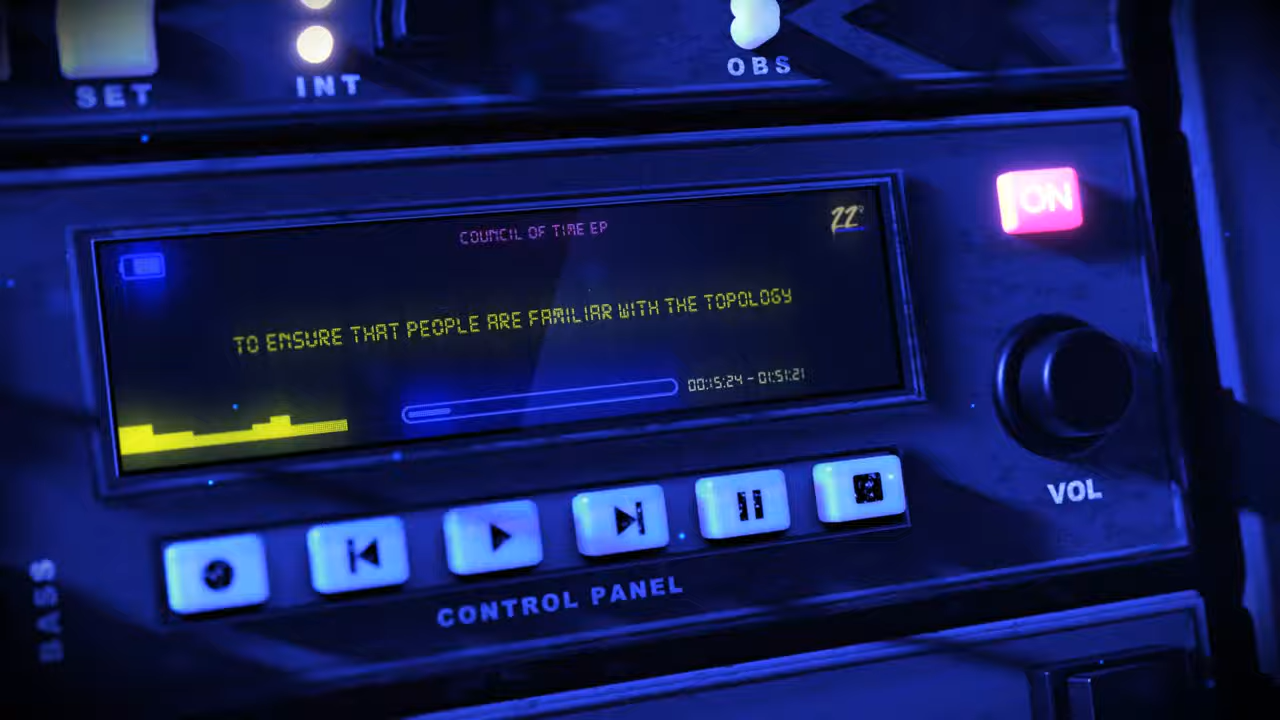 SET
INT
OBS
ON
COUNCIL OF TIME EP
22°
TO ENSURE THAT PEOPLE ARE FAMILIAR WITH THE TOPOLOGY
00:15:24 - 01:51:21
VOL
BASS
CONTROL PANEL